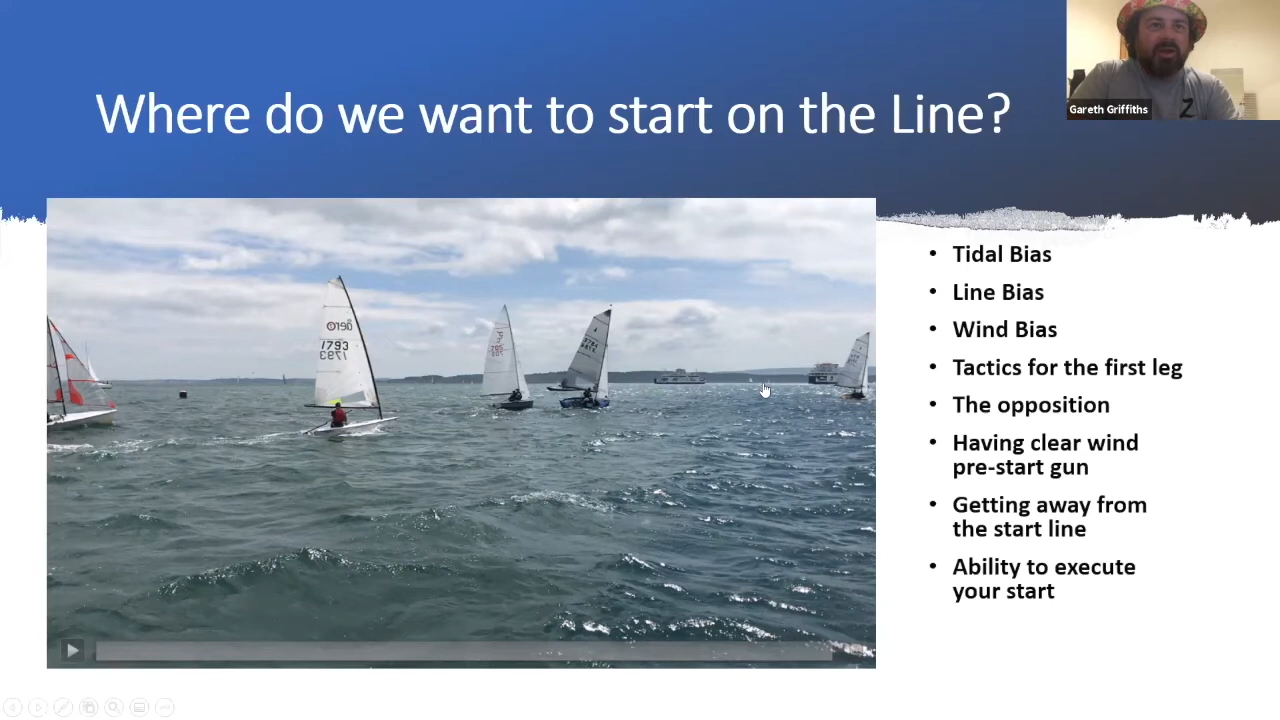 Where do we want to start on the Line?
Gareth Griffiths
Tidal Bias
Line Bias
Wind Bias
Tactics for the first leg
The opposition
Having clear wind
pre-start gun
Getting away from
the start line
Ability to execute
your start
aero
1793
1793